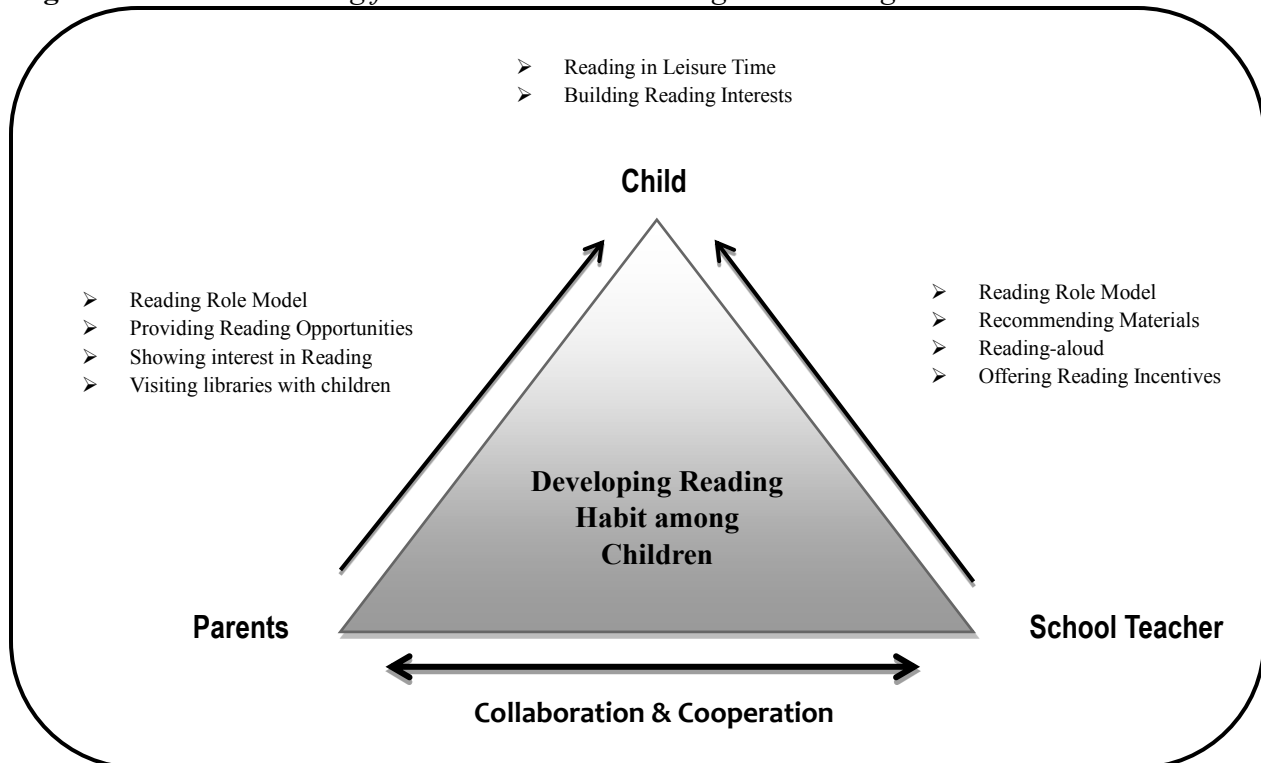 ➢ Reading in Leisure Time
➢ Building Reading Interests
Child
➢ Reading Role Model
➢ Providing Reading Opportunities
➢ Showing interest in Reading
➢ Visiting libraries with children
➢ Reading Role Model
➢ Recommending Materials
➢ Reading-aloud
➢ Offering Reading Incentives
Developing Reading
Habit among
Children
Parents
School Teacher
Collaboration & Cooperation